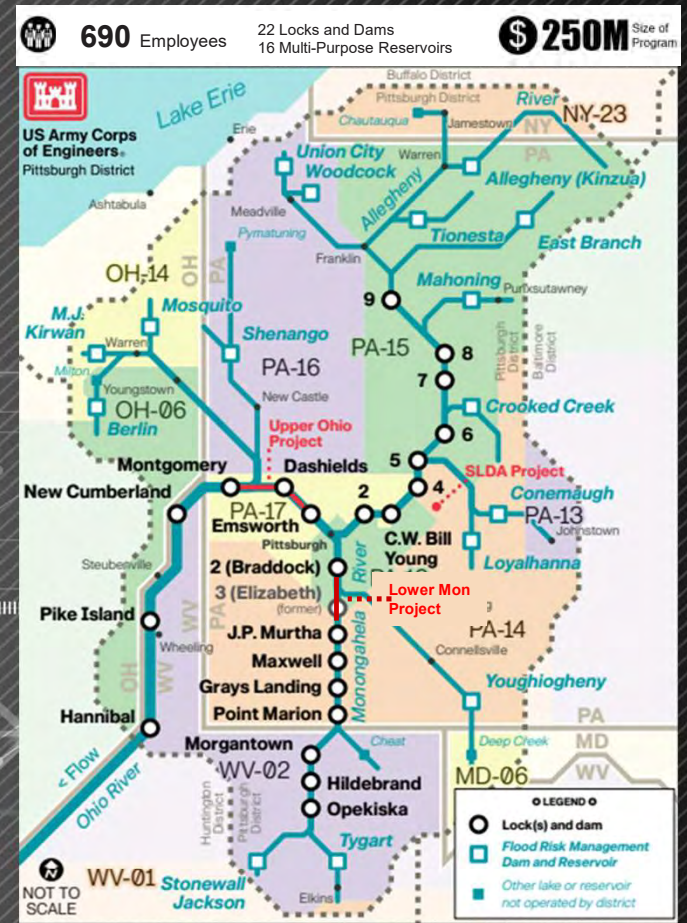 690 Employees
22 Locks and Dams
16 Multi-Purpose Reservoirs
$ 250M Size of
Program
US Army Corps
of Engineers®
Pittsburgh District
Lake Erie
Buffalo District
Pittsburgh District
Chautauqua
Jamestown
River
NY-23
NY
PA
Erie
Ashtabula
Union City
Woodcock
Warren
Allegheny
Allegheny (Kinzua)
Meadville
Pymatuning
Tionesta
East Branch
Franklin
OH-14
OH
PA
9
Mahoning
Punxsutawney
M.J.
Kirwan
Mosquito
Warren
Milton
Shenango
PA-16
PA-15
8
7
Pittsburgh
District
Baltimore
District
Youngstown
OH-06
Berlin
New Castle
Crooked Creek
6
Upper Ohio
Project
Montgomery
Dashields
5
4
SLDA Project
New Cumberland
PA-17
Emsworth
2
Conemaugh
PA-13
Johnstown
Pittsburgh
C.W. Bill
Young
Loyalhanna
Steubenville
2 (Braddock)
River
3 (Elizabeth)
(former)
Lower Mon
Project
Pike Island
WV
PA
J.P. Murtha
PA-14
Wheeling
Maxwell
Connellsville
OH
WV
Grays Landing
Monongahela
Youghiogheny
Hannibal
Point Marion
PA
MD
WV
Morgantown
Cheat
Deep Creek
WV-02
MD-06
< Flow
Ohio River
Huntington
District
Pittsburgh
District
Hildebrand
Opekiska
LEGEND
Lock(s) and dam
Flood Risk Management
Dam and Reservoir
Other lake or reservoir
not operated by district
Tygart
NOT TO
SCALE
WV-01
Stonewall
Jackson
Elkins